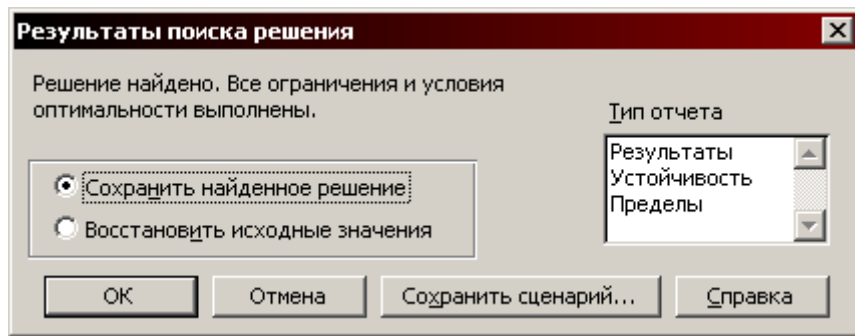 Результаты поиска решения
Решение найдено. Все ограничения и условия
оптимальности выполнены.
Тип отчета
Результаты
Устойчивость
Пределы
Сохранить найденное решение
Восстановить исходные значения
ОК
Отмена
Сохранить сценарий...
Справка